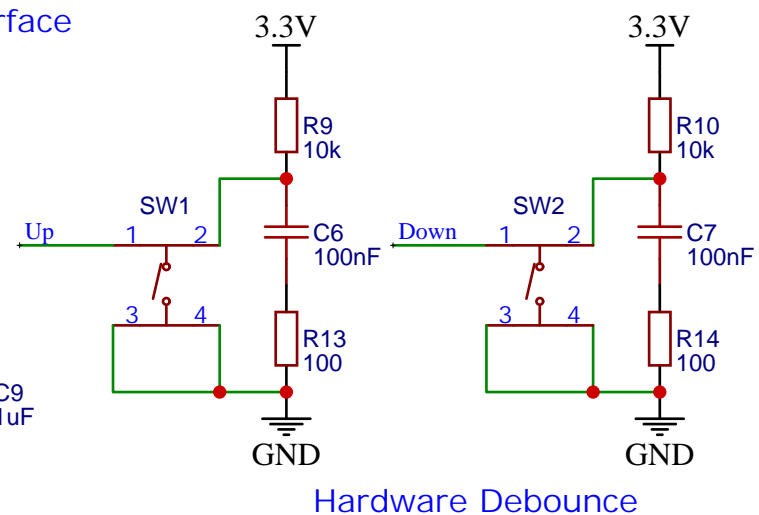 rface
3.3V
3.3V
R9
10k
R10
10k
SW1
SW2
Up
1
2
C6
100nF
Down
1
2
C7
100nF
3
4
R13
100
3
4
R14
100
C9
1uF
GND
GND
Hardware Debounce